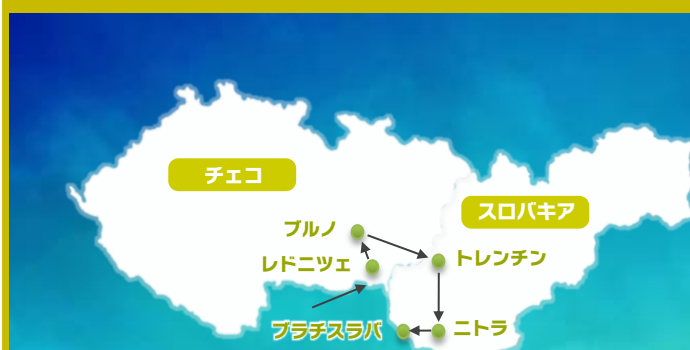 チェコ
スロバキア
ブルノ
トレンチン
レドニツェ
ブラチスラバ
ニトラ